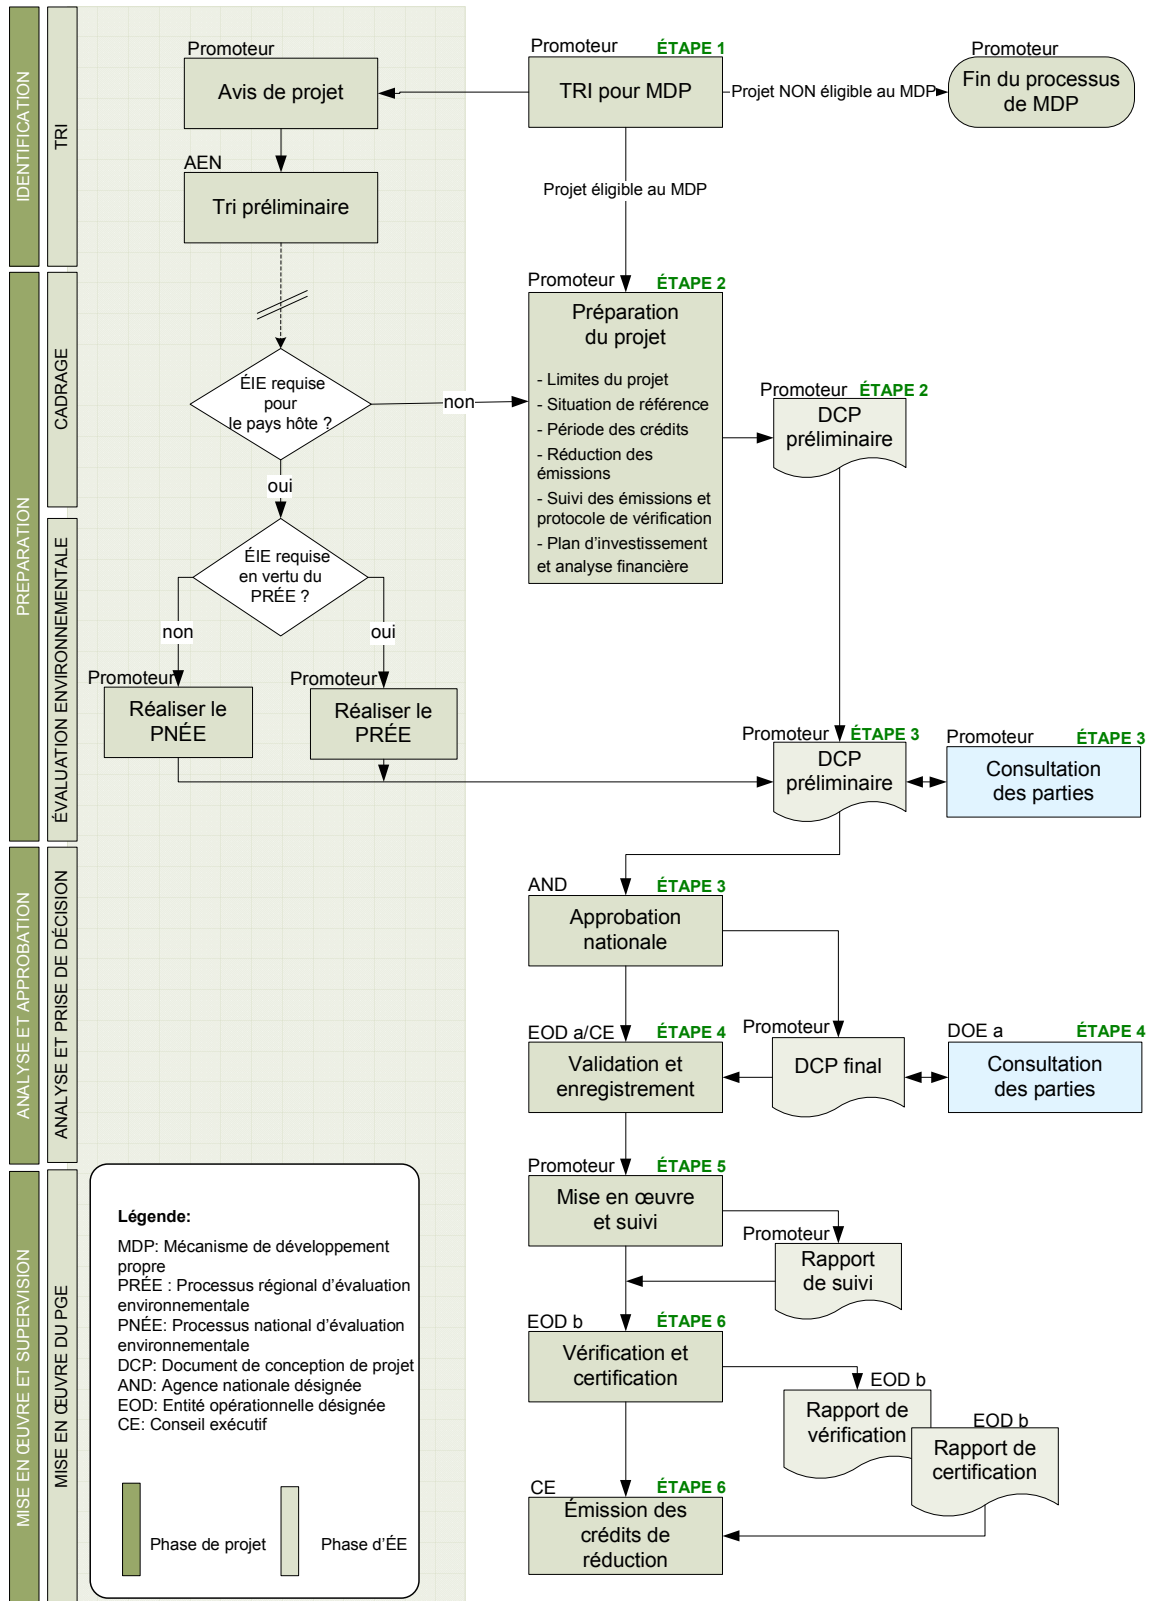 IDENTIFICATION
TRI
Promoteur
Avis de projet
AEN
Tri préliminaire
Promoteur
ÉTAPE 1
TRI pour MDP
Projet NON éligible au MDP
Promoteur
Fin du processus
de MDP
Projet éligible au MDP
PREPARATION
CADRAGE
ÉIE requise
pour
le pays hôte ?
non
oui
Promoteur
ÉTAPE 2
Préparation
du projet
- Limites du projet
- Situation de référence
- Période des crédits
- Réduction des
émissions
- Suivi des émissions et
protocole de vérification
- Plan d’investissement
et analyse financière
Promoteur
ÉTAPE 2
DCP
préliminaire
ÉVALUATION ENVIRONNEMENTALE
ÉIE requise
en vertu du
PRÉE ?
non
oui
Promoteur
Réaliser le
PNÉE
Promoteur
Réaliser le
PRÉE
Promoteur
ÉTAPE 3
DCP
préliminaire
Promoteur
ÉTAPE 3
Consultation
des parties
ANALYSE ET APPROBATION
ANALYSE ET PRISE DE DÉCISION
AND
ÉTAPE 3
Approbation
nationale
EOD a/CE
ÉTAPE 4
Validation et
enregistrement
Promoteur
DCP final
DOE a
ÉTAPE 4
Consultation
des parties
MISE EN ŒUVRE ET SUPERVISION
MISE EN ŒUVRE DU PGE
Promoteur
ÉTAPE 5
Mise en œuvre
et suivi
Promoteur
Rapport
de suivi
EOD b
ÉTAPE 6
Vérification et
certification
EOD b
Rapport de
vérification
EOD b
Rapport de
certification
CE
ÉTAPE 6
Émission des
crédits de
réduction
Légende:
MDP: Mécanisme de développement
propre
PRÉE : Processus régional d’évaluation
environnementale
PNÉE: Processus national d’évaluation
environnementale
DCP: Document de conception de projet
AND: Agence nationale désignée
EOD: Entité opérationnelle désignée
CE: Conseil exécutif
Phase de projet
Phase d’ÉE